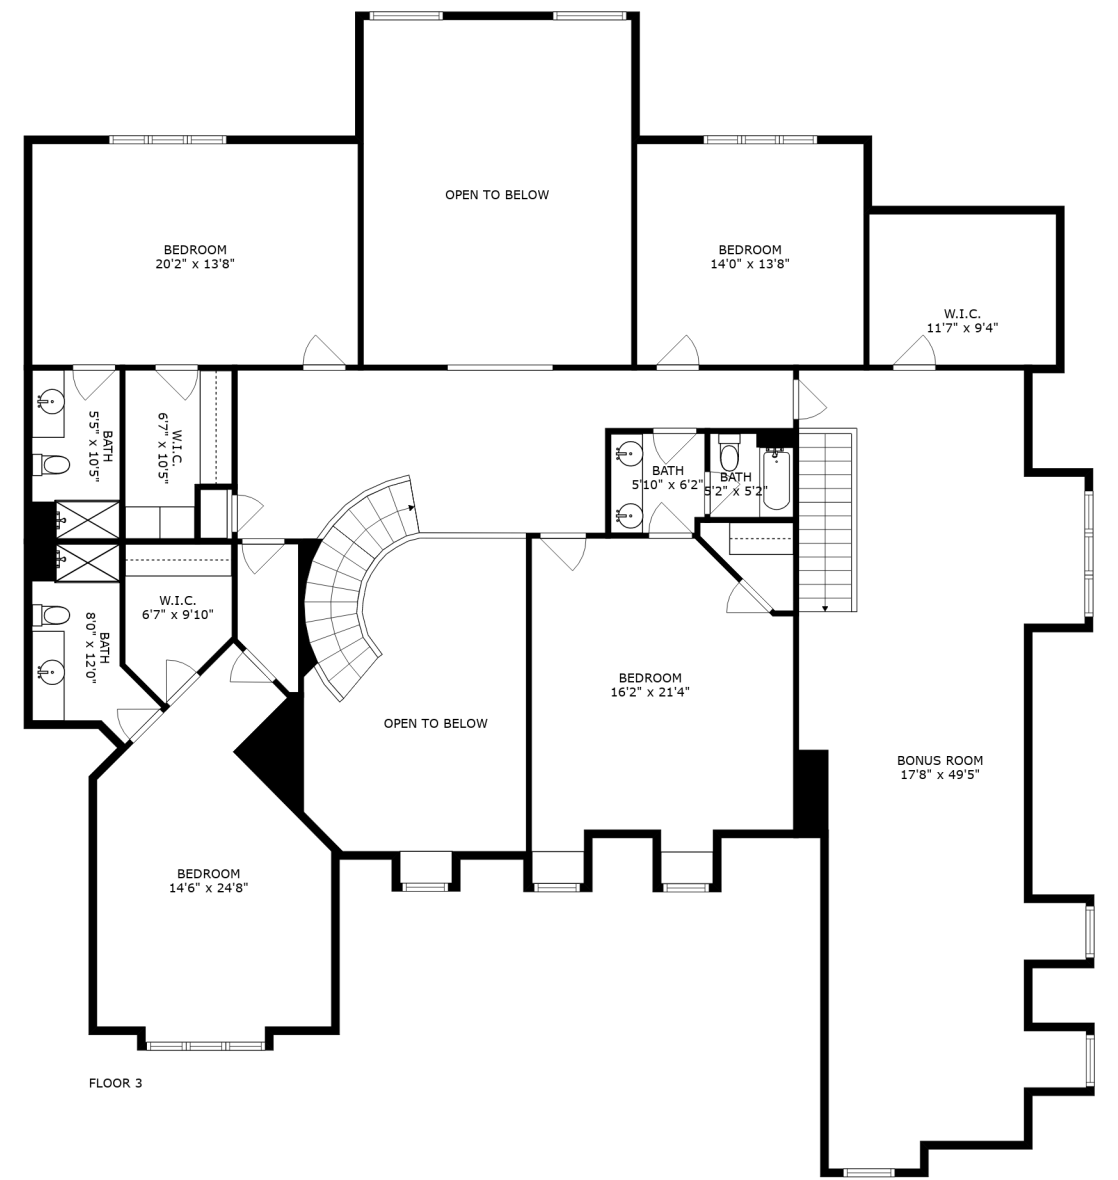 OPEN TO BELOW
BEDROOM
20'2" x 13'8"
BEDROOM
14'0" x 13'8"
W.I.C.
11'7" x 9'4"
BATH
5'5" x 10'5"
W.I.C.
6'7" x 10'5"
BATH
5'10" x 6'2"
BATH
5'2" x 5'2"
W.I.C.
6'7" x 9'10"
BATH
8'0" x 12'0"
BEDROOM
16'2" x 21'4"
OPEN TO BELOW
BONUS ROOM
17'8" x 49'5"
BEDROOM
14'6" x 24'8"
FLOOR 3